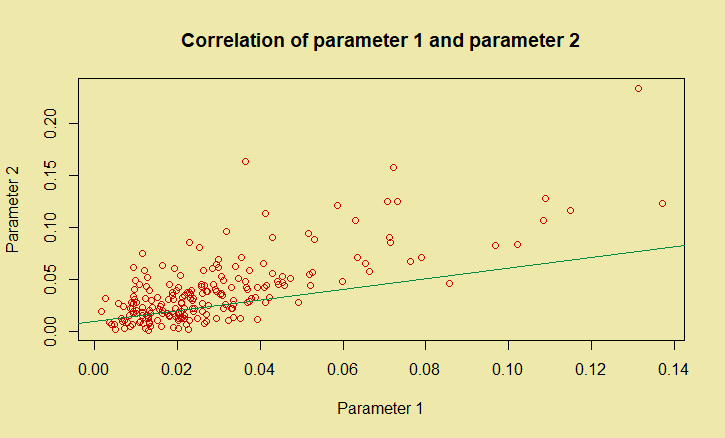 Correlation of parameter 1 and parameter 2
Parameter 2
0.20
0.15
0.10
0.05
0.00
0.00 0.02 0.04 0.06 0.08 0.10 0.12 0.14
Parameter 1